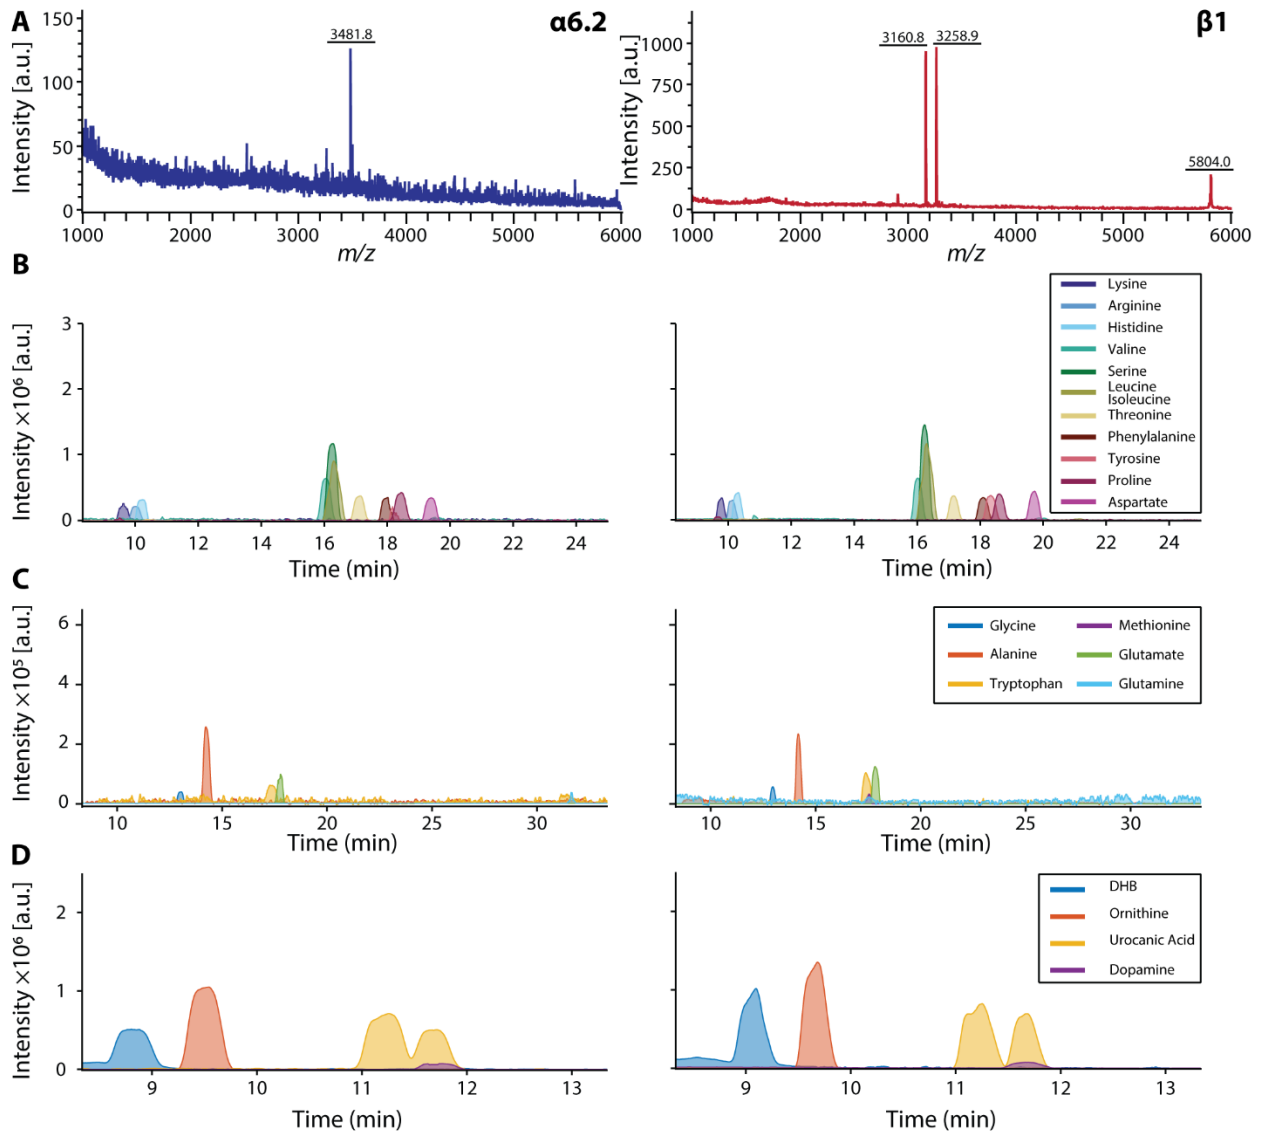 A
α6.2
β1
Intensity [a.u.]
150
100
50
0
3481.8
1000
2000
3000
4000
5000
6000
m/z
Intensity [a.u.]
1000
750
500
250
0
3160.8
3258.9
5804.0
1000
2000
3000
4000
5000
6000
m/z
B
Intensity ×10⁶ [a.u.]
3
2
1
0
10
12
14
16
18
20
22
24
Time (min)
10
12
14
16
18
20
22
24
Time (min)
Lysine
Arginine
Histidine
Valine
Serine
Leucine
Isoleucine
Threonine
Phenylalanine
Tyrosine
Proline
Aspartate
C
Intensity ×10⁵ [a.u.]
6
4
2
0
10
15
20
25
30
Time (min)
10
15
20
25
30
Time (min)
Glycine
Methionine
Alanine
Glutamate
Tryptophan
Glutamine
D
Intensity ×10⁶ [a.u.]
2
1
0
9
10
11
12
13
Time (min)
9
10
11
12
13
Time (min)
DHB
Ornithine
Urocanic Acid
Dopamine